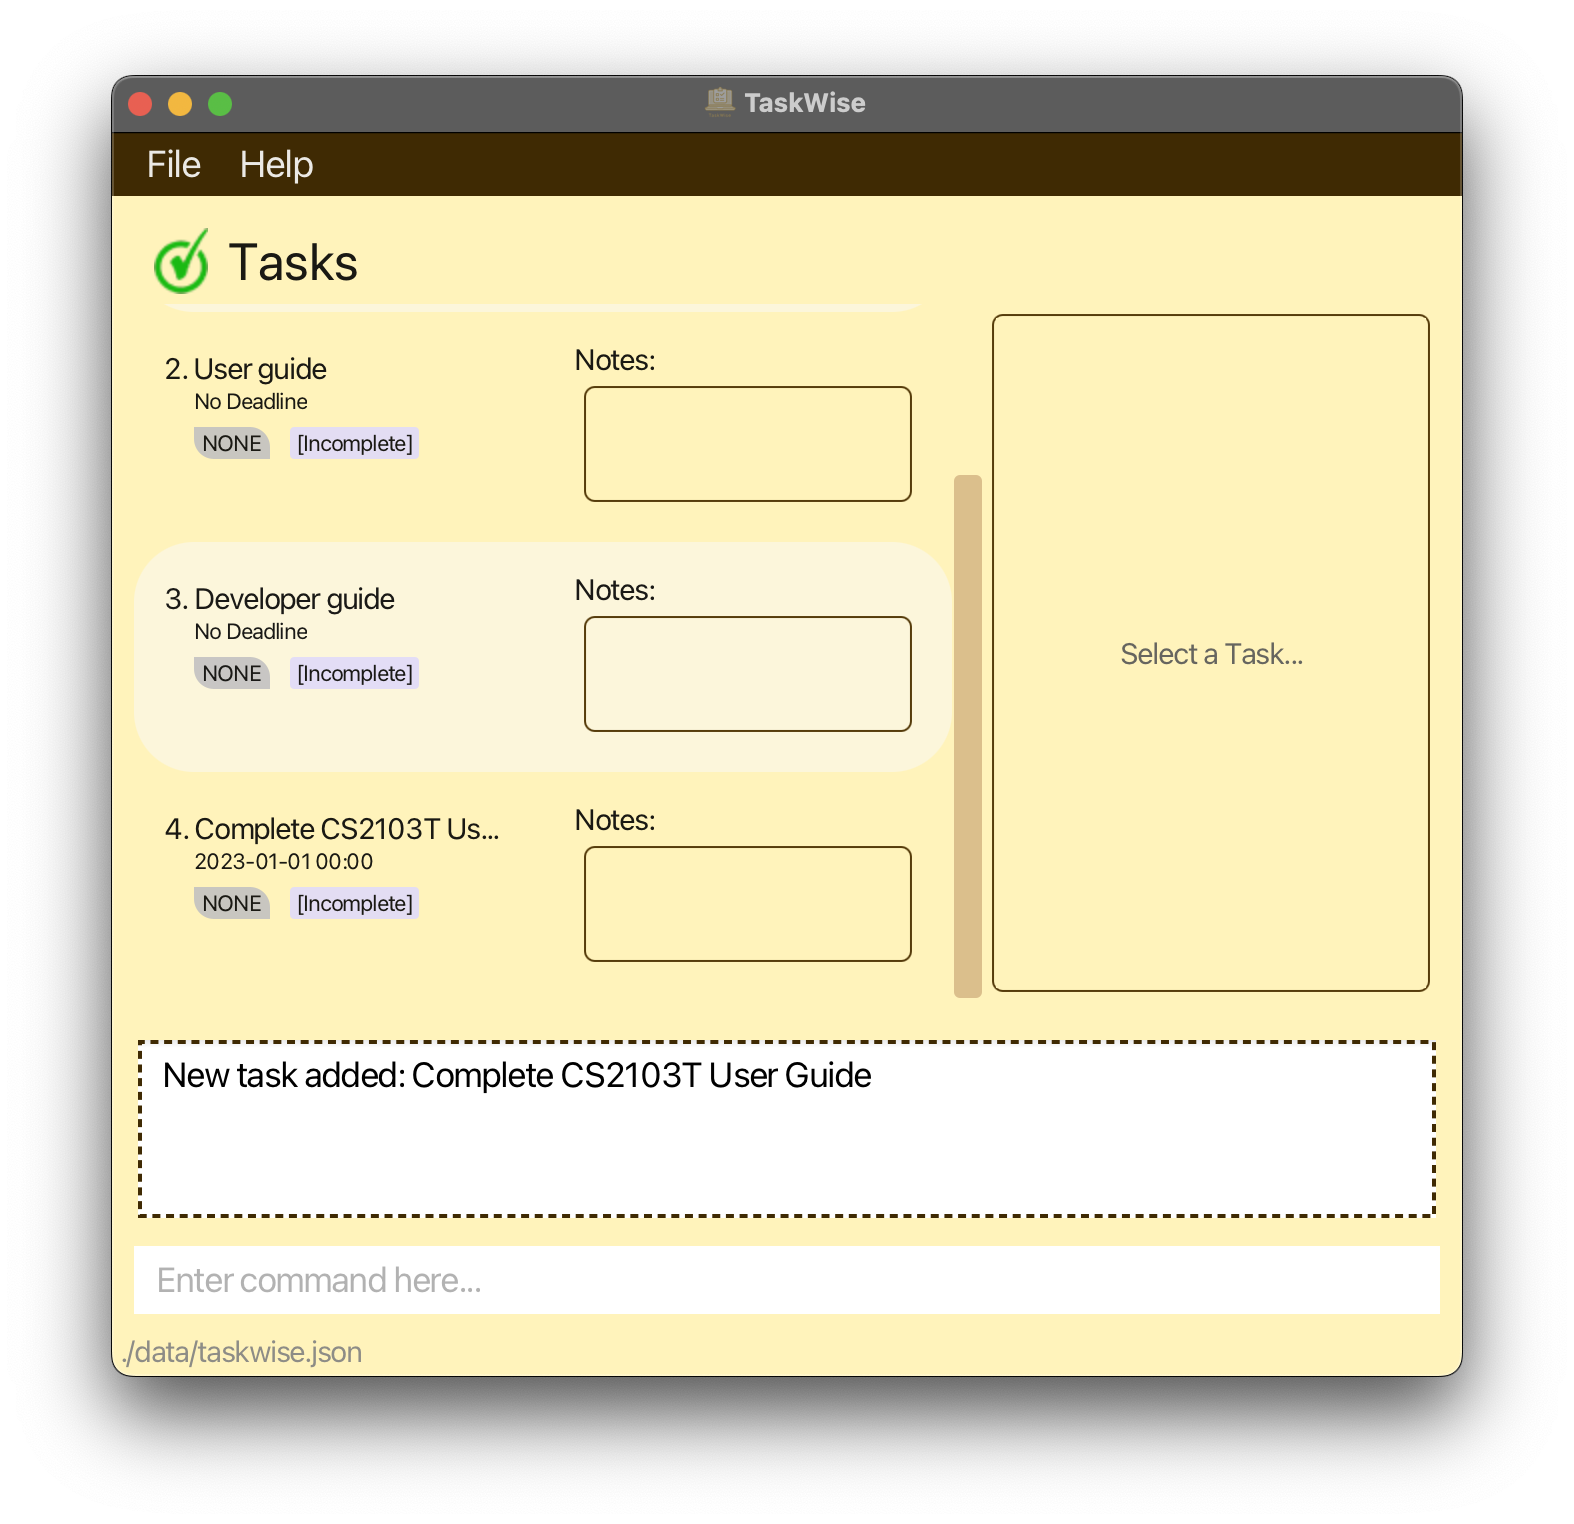 TaskWise
File Help
Tasks
2. User guide
No Deadline
NONE [Incomplete]
Notes:
3. Developer guide
No Deadline
NONE [Incomplete]
Notes:
4. Complete CS2103T Us...
2023-01-01 00:00
NONE [Incomplete]
Notes:
Select a Task...
New task added: Complete CS2103T User Guide
Enter command here...
./data/taskwise.json